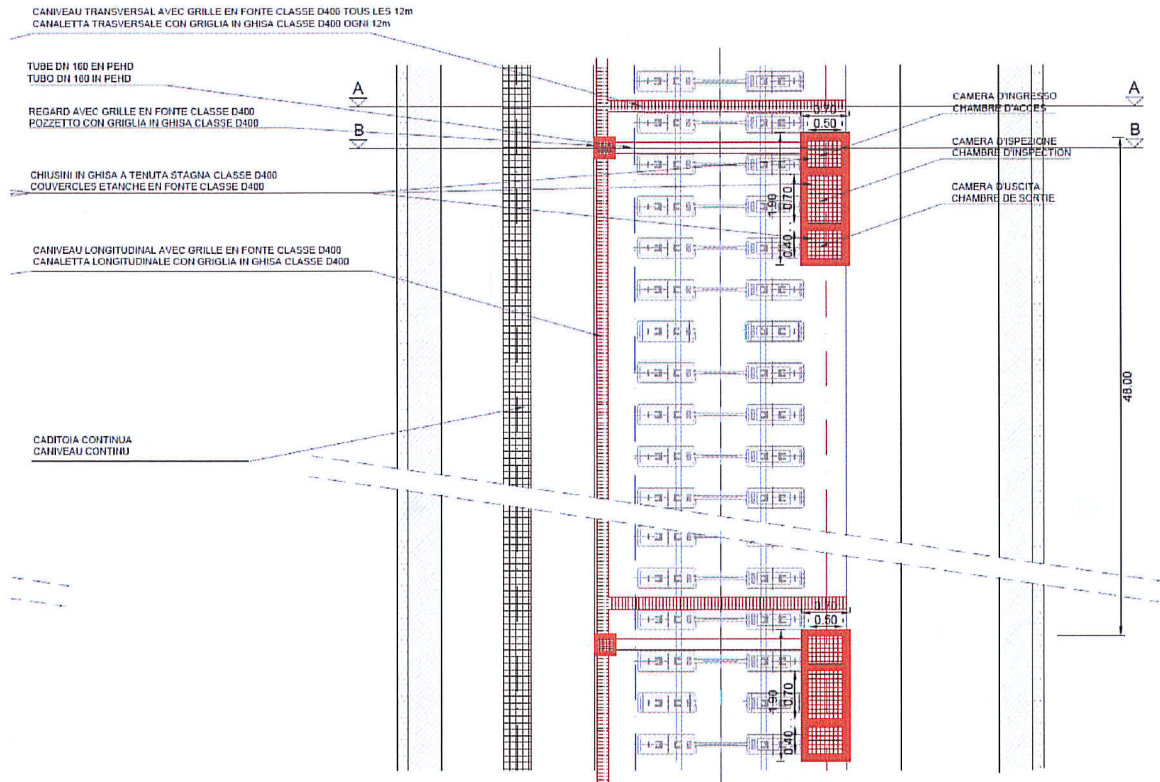 CANIVEAU TRANSVERSAL AVEC GRILLE EN FONTE CLASSE D400 TOUS LES 12m
CANALETTA TRASVERSALE CON GRIGLIA IN GHISA CLASSE D400 OGNI 12m
TUBE DN 160 EN PEHD
TUBO DN 160 IN PEHD
REGARD AVEC GRILLE EN FONTE CLASSE D400
POZZETTO CON GRIGLIA IN GHISA CLASSE D400
CHIUSINI IN GHISA A TENUTA STAGNA CLASSE D400
COUVERCLES ETANCHE EN FONTE CLASSE D400
CANIVEAU LONGITUDINAL AVEC GRILLE EN FONTE CLASSE D400
CANALETTA LONGITUDINALE CON GRIGLIA IN GHISA CLASSE D400
CADITOIA CONTINUA
CANIVEAU CONTINU
A
B
0.70
0.50
1.90
0.70
0.40
CAMERA D'INGRESSO
CHAMBRE D'ACCES
CAMERA D'ISPEZIONE
CHAMBRE D'INSPECTION
CAMERA D'USCITA
CHAMBRE DE SORTIE
A
B
48.00
0.70
0.50
1.90
0.70
0.40